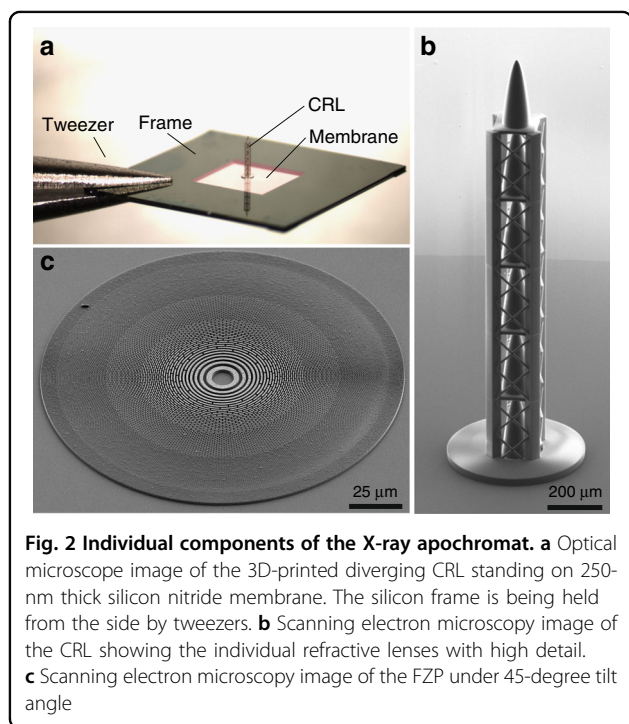 a
CRL
Tweezer
Frame
Membrane
b
200 µm
c
25 µm
Fig. 2 Individual components of the X-ray apochromat. a Optical
microscope image of the 3D-printed diverging CRL standing on 250-
nm thick silicon nitride membrane. The silicon frame is being held
from the side by tweezers. b Scanning electron microscopy image of
the CRL showing the individual refractive lenses with high detail.
c Scanning electron microscopy image of the FZP under 45-degree tilt
angle